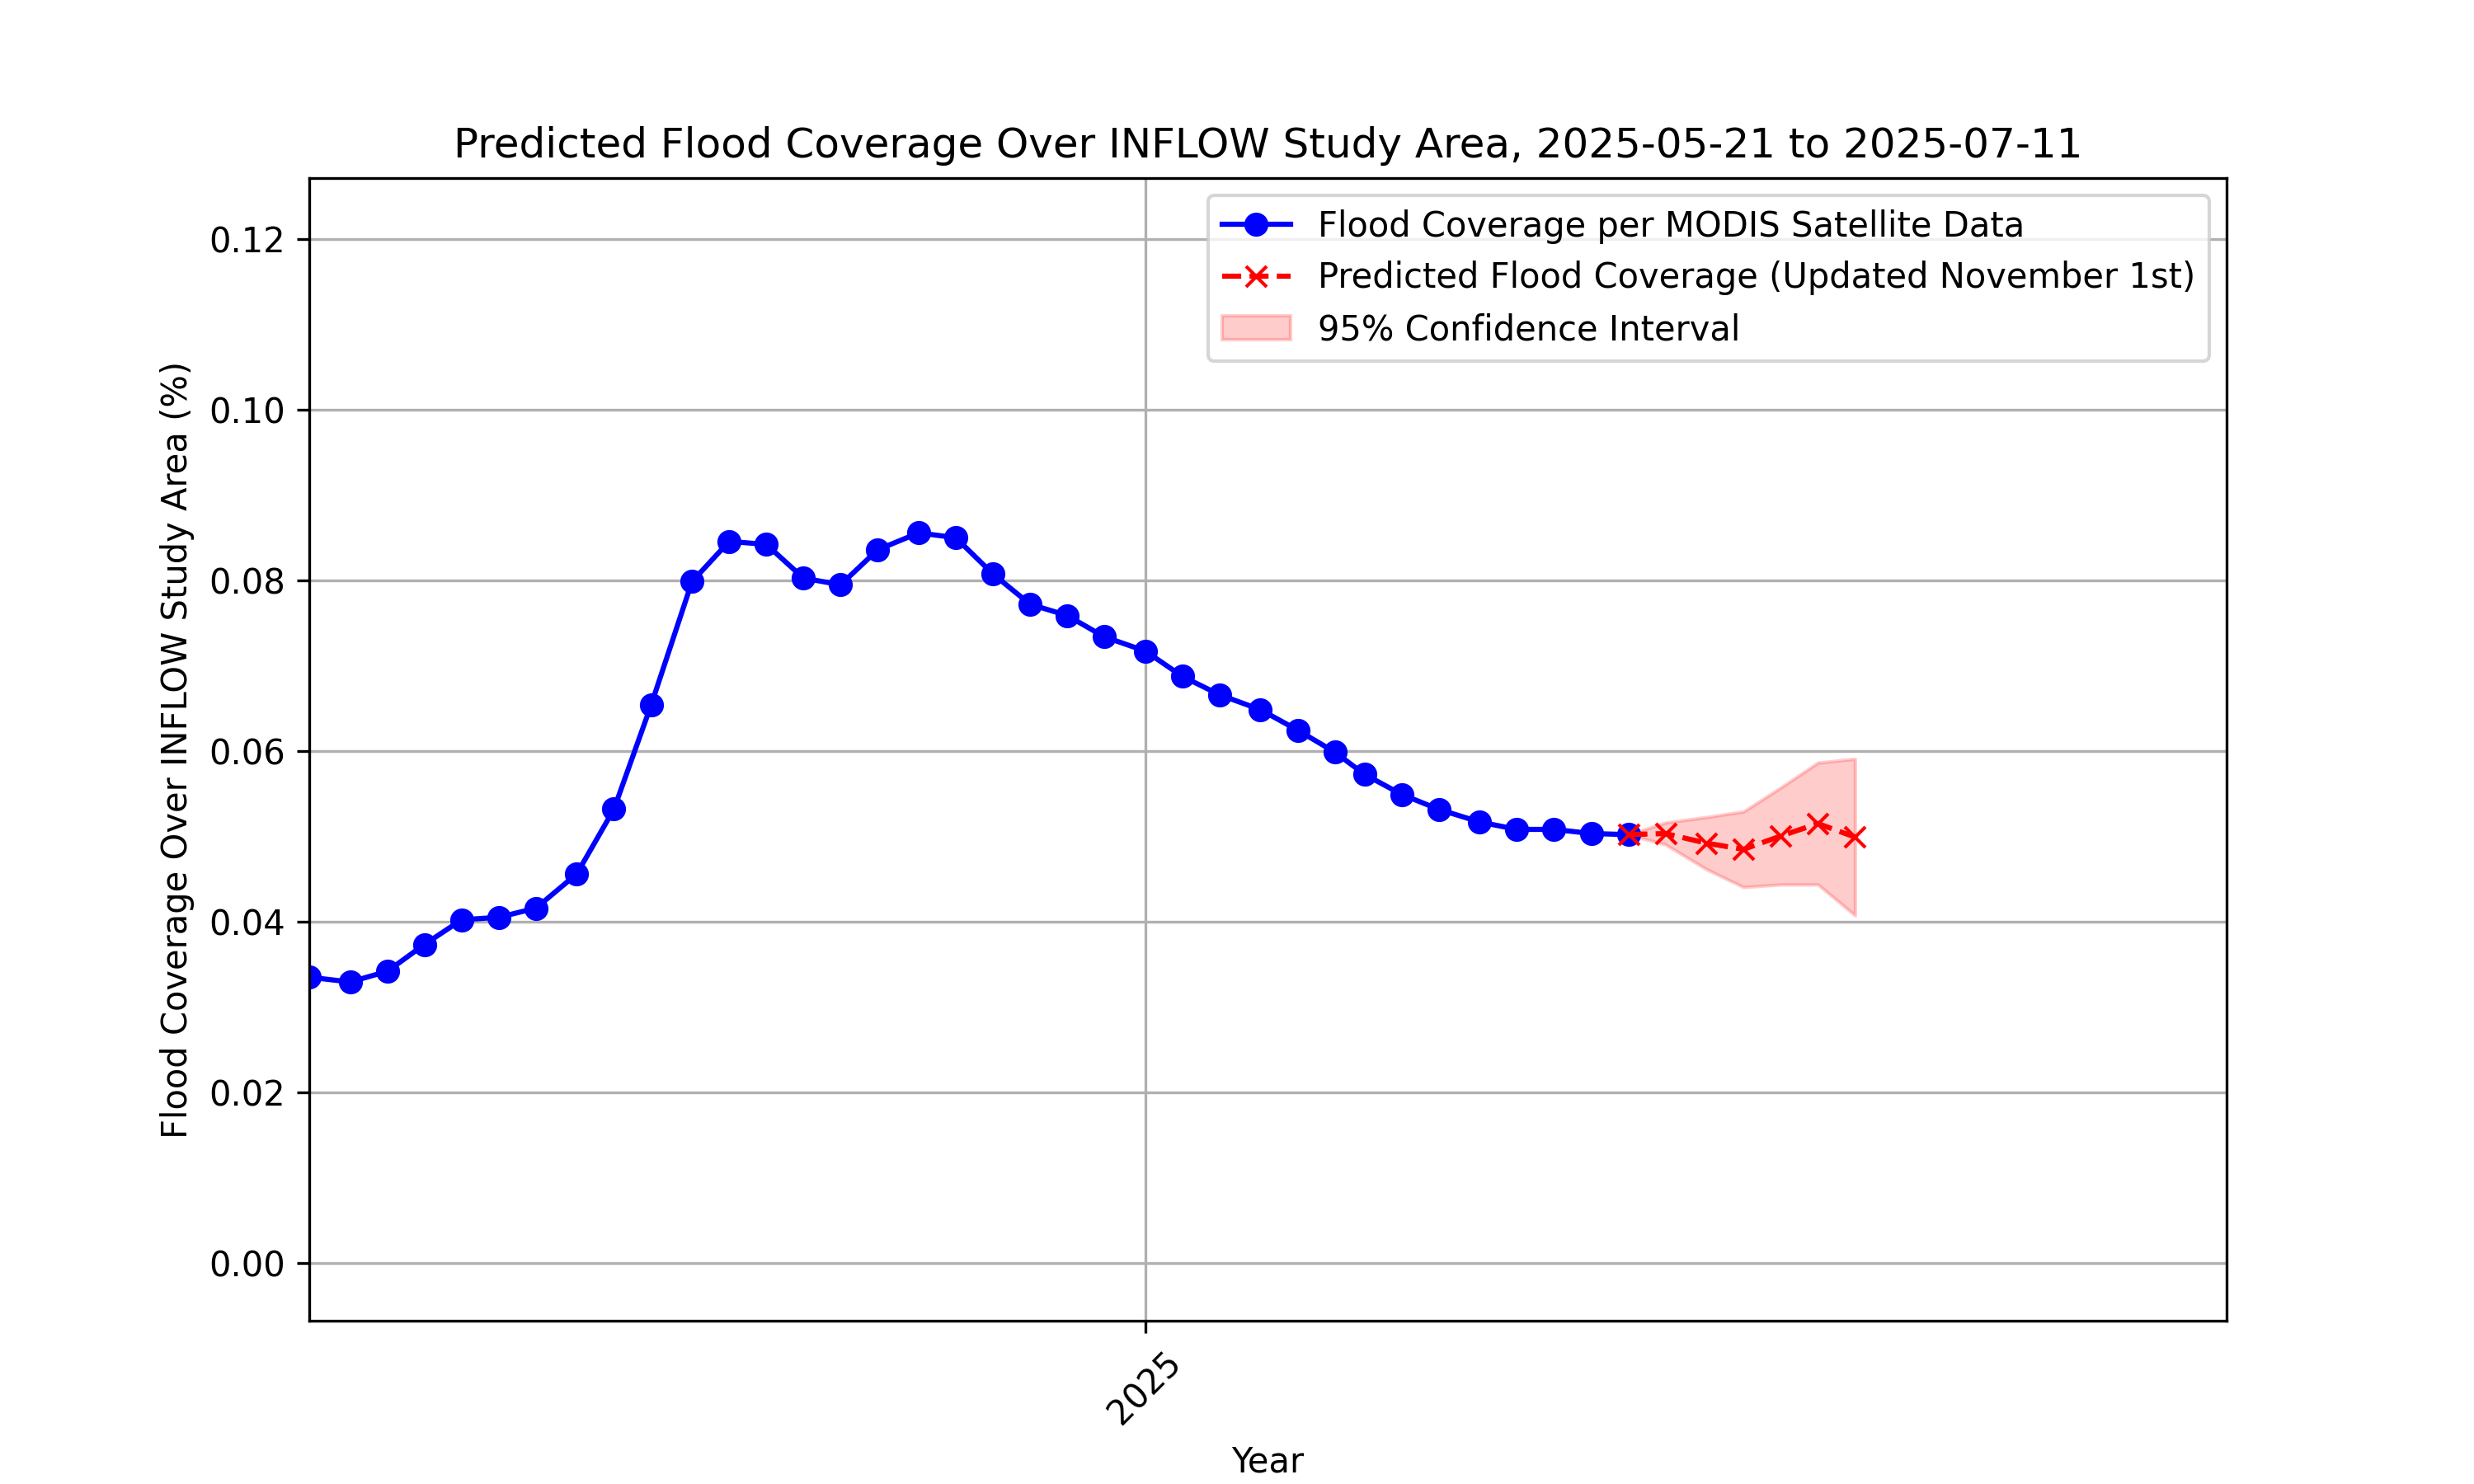 Predicted Flood Coverage Over INFLOW Study Area, 2025-05-21 to 2025-07-11
Flood Coverage per MODIS Satellite Data
Predicted Flood Coverage (Updated November 1st)
95% Confidence Interval
Flood Coverage Over INFLOW Study Area (%)
0.12
0.10
0.08
0.06
0.04
0.02
0.00
2025
Year